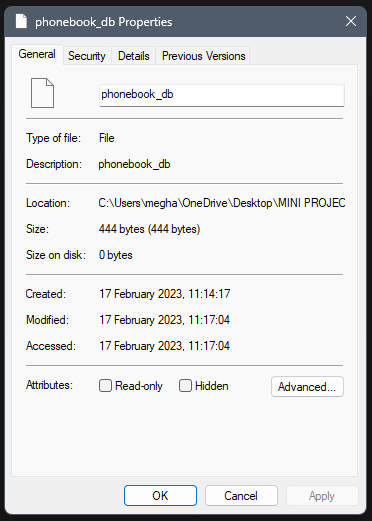 phonebook_db Properties
General Security Details Previous Versions
phonebook_db
Type of file: File
Description: phonebook_db
Location: C:\Users\megha\OneDrive\Desktop\MINI PROJEC
Size: 444 bytes (444 bytes)
Size on disk: 0 bytes
Created: 17 February 2023, 11:14:17
Modified: 17 February 2023, 11:17:04
Accessed: 17 February 2023, 11:17:04
Attributes: Read-only Hidden Advanced...
OK Cancel Apply